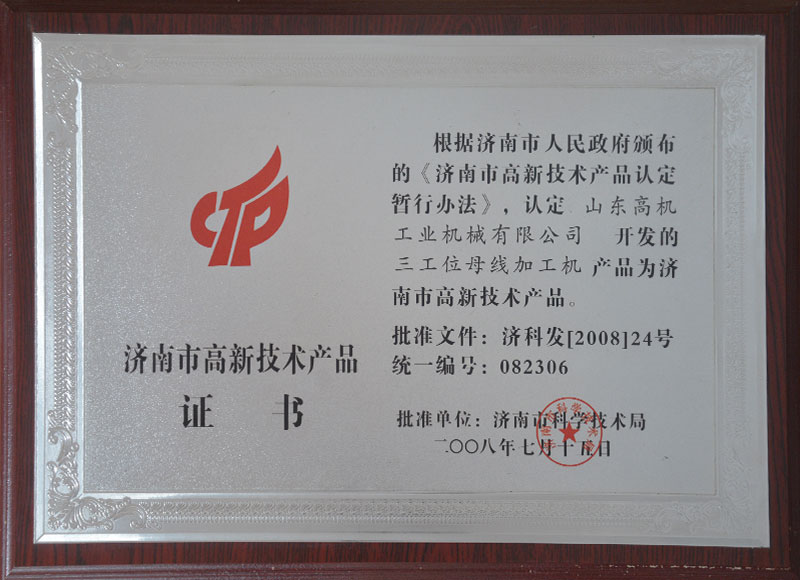 CTP
济南市高新技术产品
证 书
根据济南市人民政府颁布
的《济南市高新技术产品认定
暂行办法》，认定 山东高机
工业机械有限公司 开发的
三工位母线加工机 产品为济
南市高新技术产品。
批准文件：济科发[2008]24号
统一编号：082306
批准单位：济南市科学技术局
二〇〇八年七月十五日